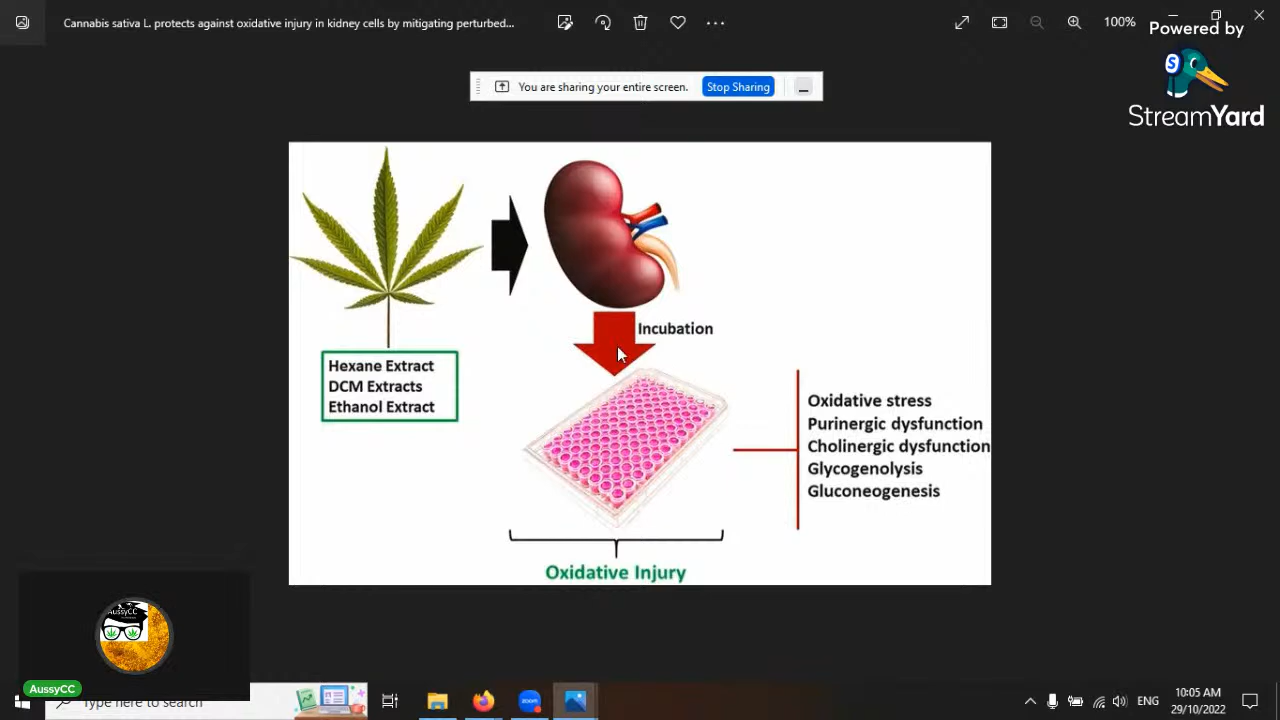 Cannabis sativa L. protects against oxidative injury in kidney cells by mitigating perturbed...
100%
Powered by
StreamYard
You are sharing your entire screen.
Stop Sharing
Incubation
Hexane Extract
DCM Extracts
Ethanol Extract
Oxidative stress
Purinergic dysfunction
Cholinergic dysfunction
Glycogenolysis
Gluconeogenesis
Oxidative Injury
AussyCC
AussyCC
Type here to search
zoom
ENG
10:05 AM
29/10/2022